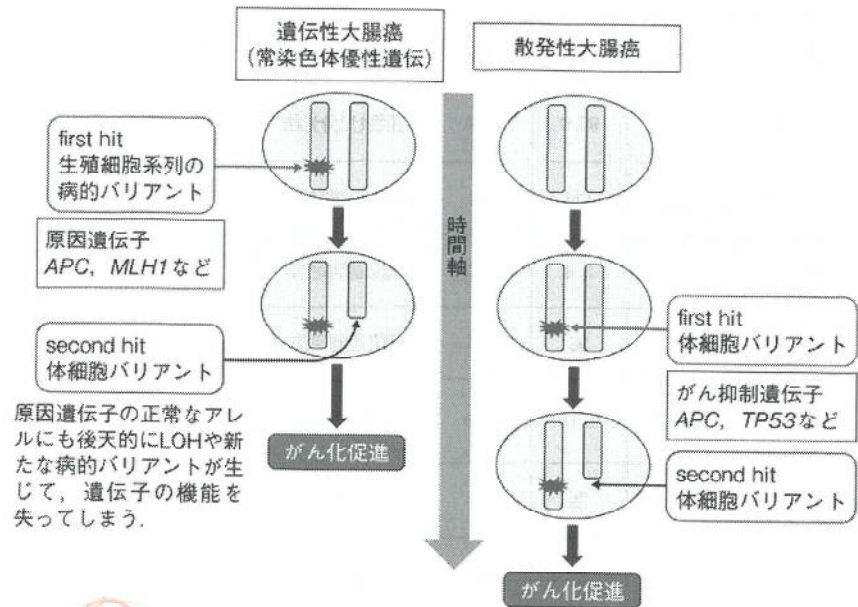 遺伝性大腸癌
(常染色体優性遺伝)
散発性大腸癌
first hit
生殖細胞系列の
病的バリアント
原因遺伝子
APC, MLH1など
second hit
体細胞バリアント
原因遺伝子の正常なアレ
ルにも後天的にLOHや新
たな病的バリアントが生
じて，遺伝子の機能を
失ってしまう.
がん化促進
時間軸
first hit
体細胞バリアント
がん抑制遺伝子
APC, TP53など
second hit
体細胞バリアント
がん化促進